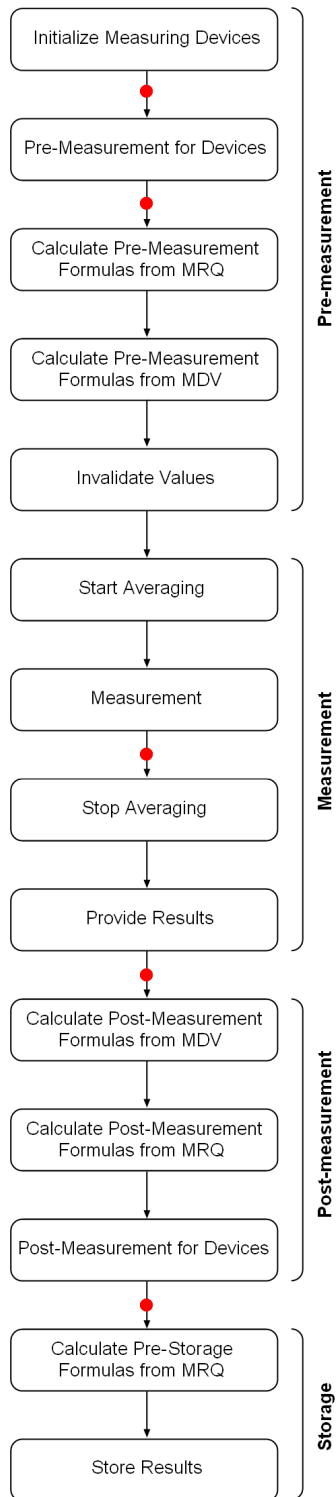 Initialize Measuring Devices
Pre-Measurement for Devices
Calculate Pre-Measurement
Formulas from MRQ
Calculate Pre-Measurement
Formulas from MDV
Invalidate Values
Pre-measurement
Start Averaging
Measurement
Stop Averaging
Provide Results
Measurement
Calculate Post-Measurement
Formulas from MDV
Calculate Post-Measurement
Formulas from MRQ
Post-Measurement for Devices
Post-measurement
Calculate Pre-Storage
Formulas from MRQ
Store Results
Storage